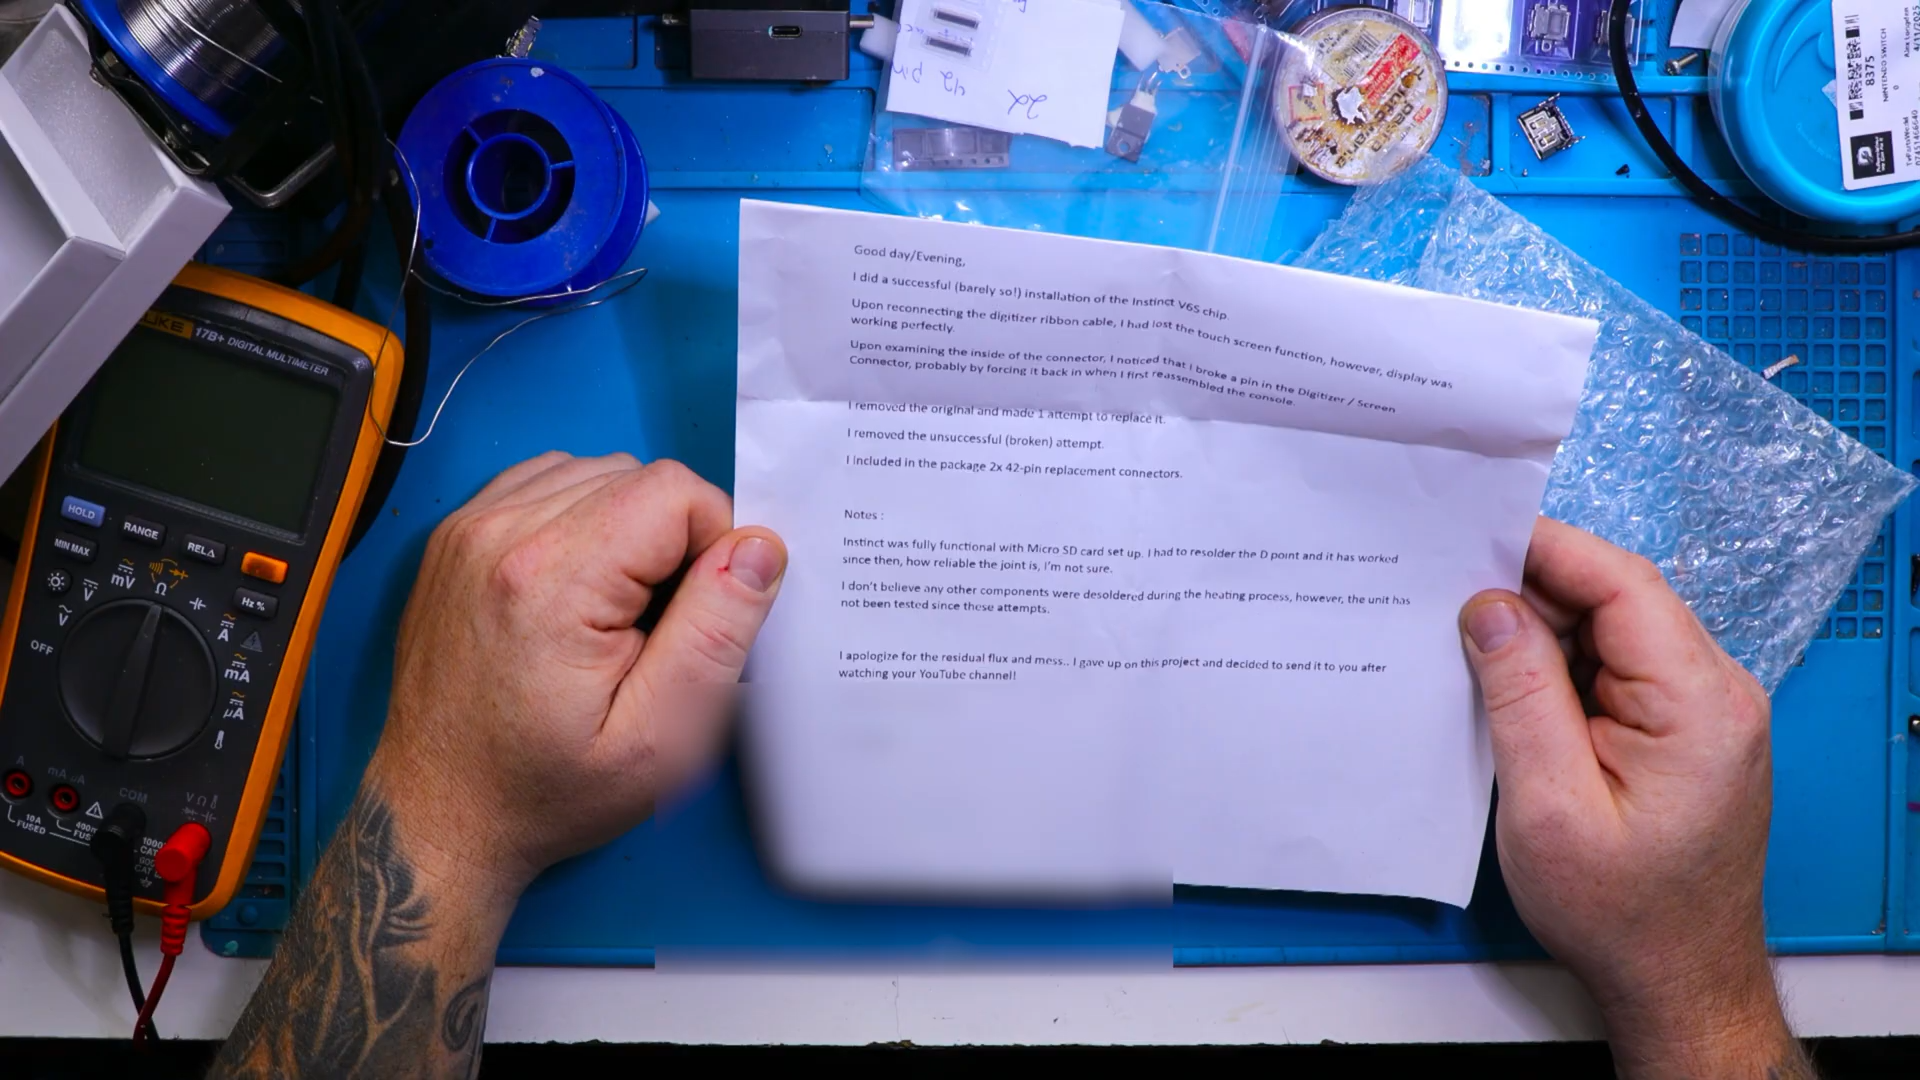 Good day/Evening,
I did a successful (barely so!) installation of the Instinct V6S chip.
Upon reconnecting the digitizer ribbon cable, I had lost the touch screen function, however, display was
working perfectly.
Upon examining the inside of the connector, I noticed that I broke a pin in the Digitizer / Screen
Connector, probably by forcing it back in when I first reassembled the console.
I removed the original and made 1 attempt to replace it.
I removed the unsuccessful (broken) attempt.
I included in the package 2x 42-pin replacement connectors.
Notes :
Instinct was fully functional with Micro SD card set up. I had to resolder the D point and it has worked
since then, how reliable the joint is, I'm not sure.
I don't believe any other components were desoldered during the heating process, however, the unit has
not been tested since these attempts.
I apologize for the residual flux and mess.. I gave up on this project and decided to send it to you after
watching your YouTube channel!
17B+ DIGITAL MULTIMETER
HOLD
RANGE
RELΔ
MIN MAX
Hz %
mV
Ω
V
V
A
OFF
mA
µA
A
COM
VΩ
10A
FUSED
2x
42 pin
8375
NINTENDO SWITCH
0